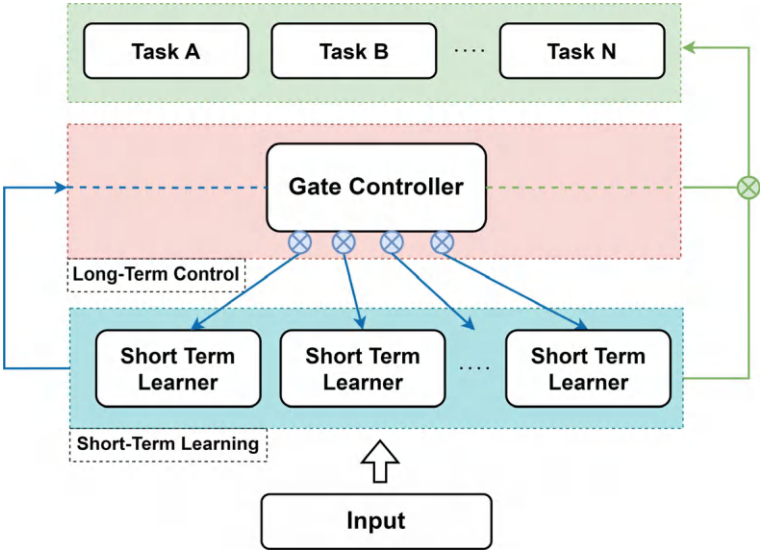 Task A
Task B
....
Task N
Gate Controller
Long-Term Control
Short Term
Learner
Short Term
Learner
....
Short Term
Learner
Short-Term Learning
Input